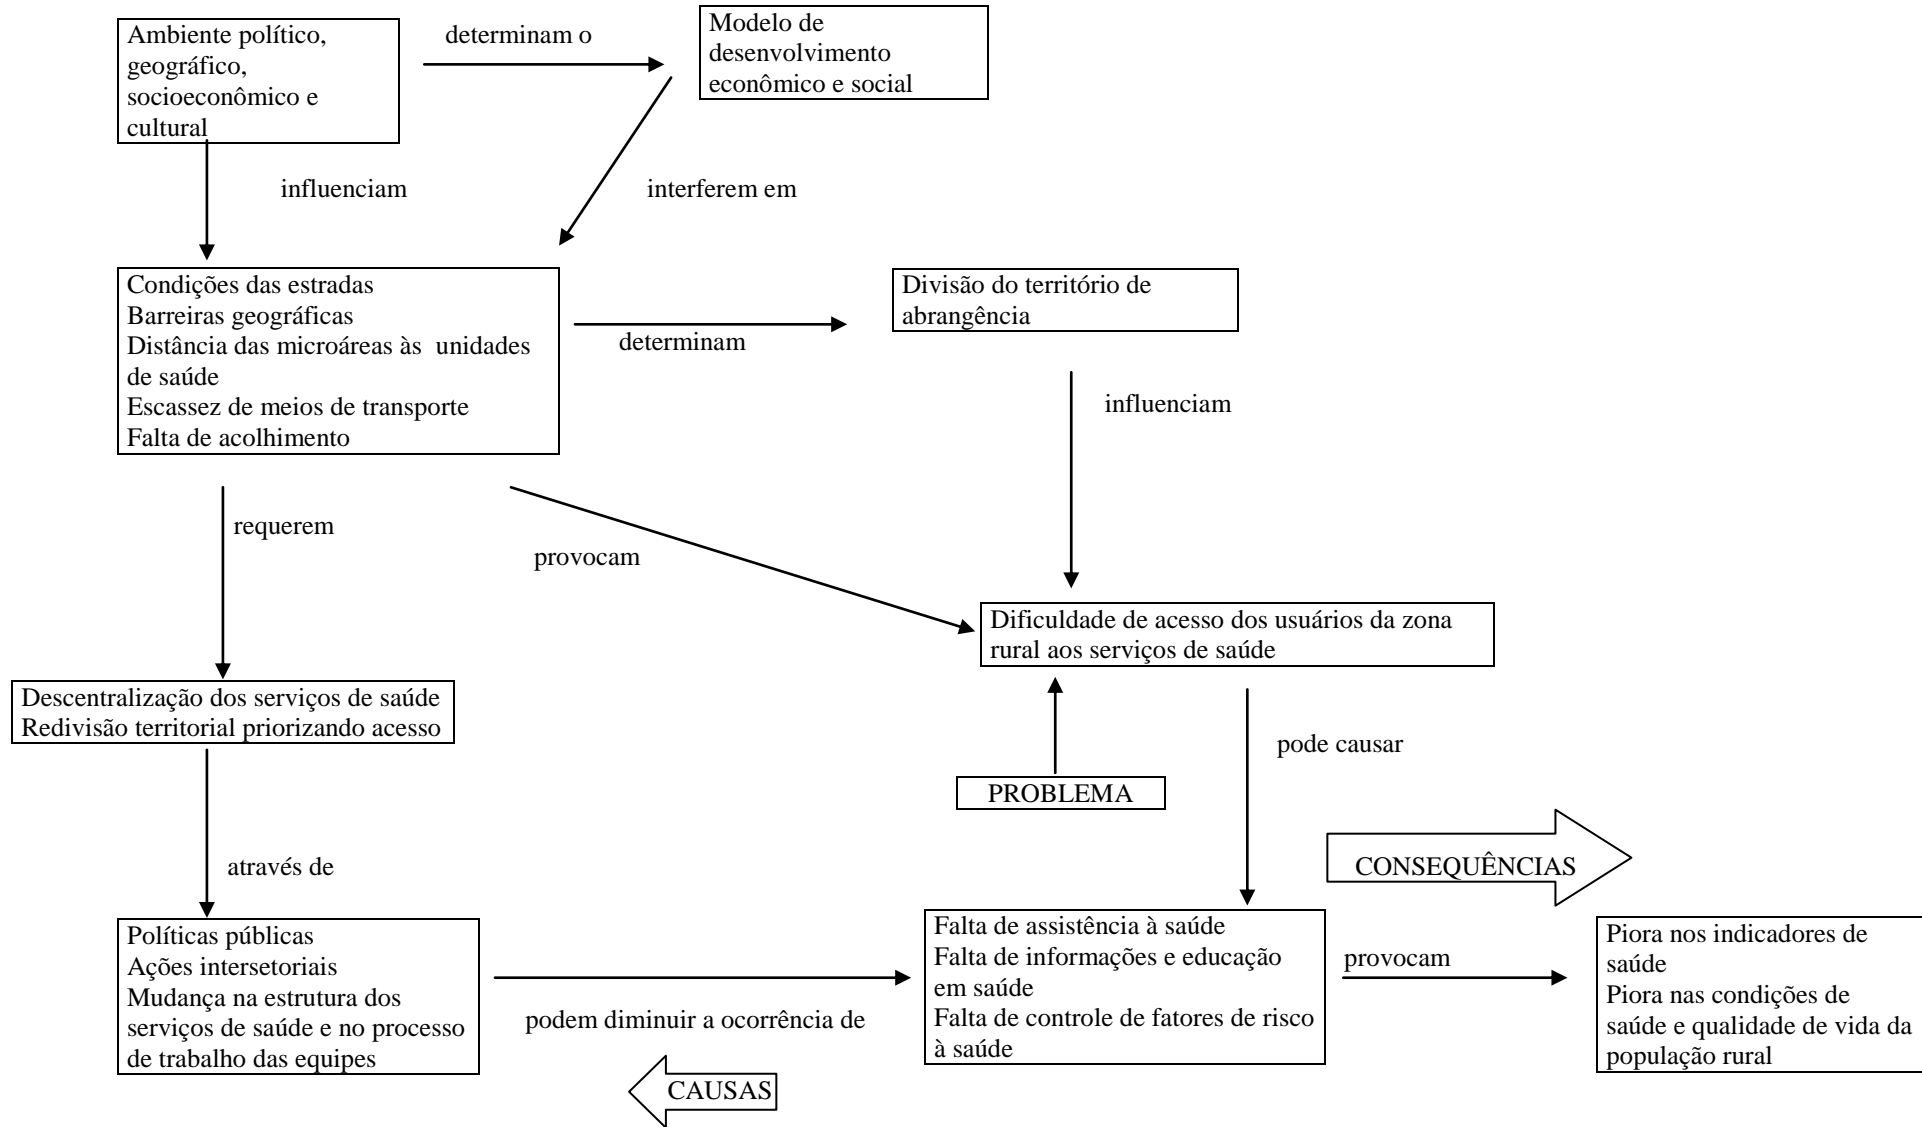 Ambiente político,
geográfico,
socioeconômico e
cultural
determinam o
Modelo de
desenvolvimento
econômico e social
influenciam
interferem em
Condições das estradas
Barreiras geográficas
Distância das microáreas às  unidades
de saúde
Escassez de meios de transporte
Falta de acolhimento
determinam
Divisão do território de
abrangência
influenciam
requerem
provocam
Dificuldade de acesso dos usuários da zona
rural aos serviços de saúde
Descentralização dos serviços de saúde
Redivisão territorial priorizando acesso
PROBLEMA
pode causar
através de
CONSEQUÊNCIAS
Políticas públicas
Ações intersetoriais
Mudança na estrutura dos
serviços de saúde e no processo
de trabalho das equipes
podem diminuir a ocorrência de
CAUSAS
Falta de assistência à saúde
Falta de informações e educação
em saúde
Falta de controle de fatores de risco
à saúde
provocam
Piora nos indicadores de
saúde
Piora nas condições de
saúde e qualidade de vida da
população rural